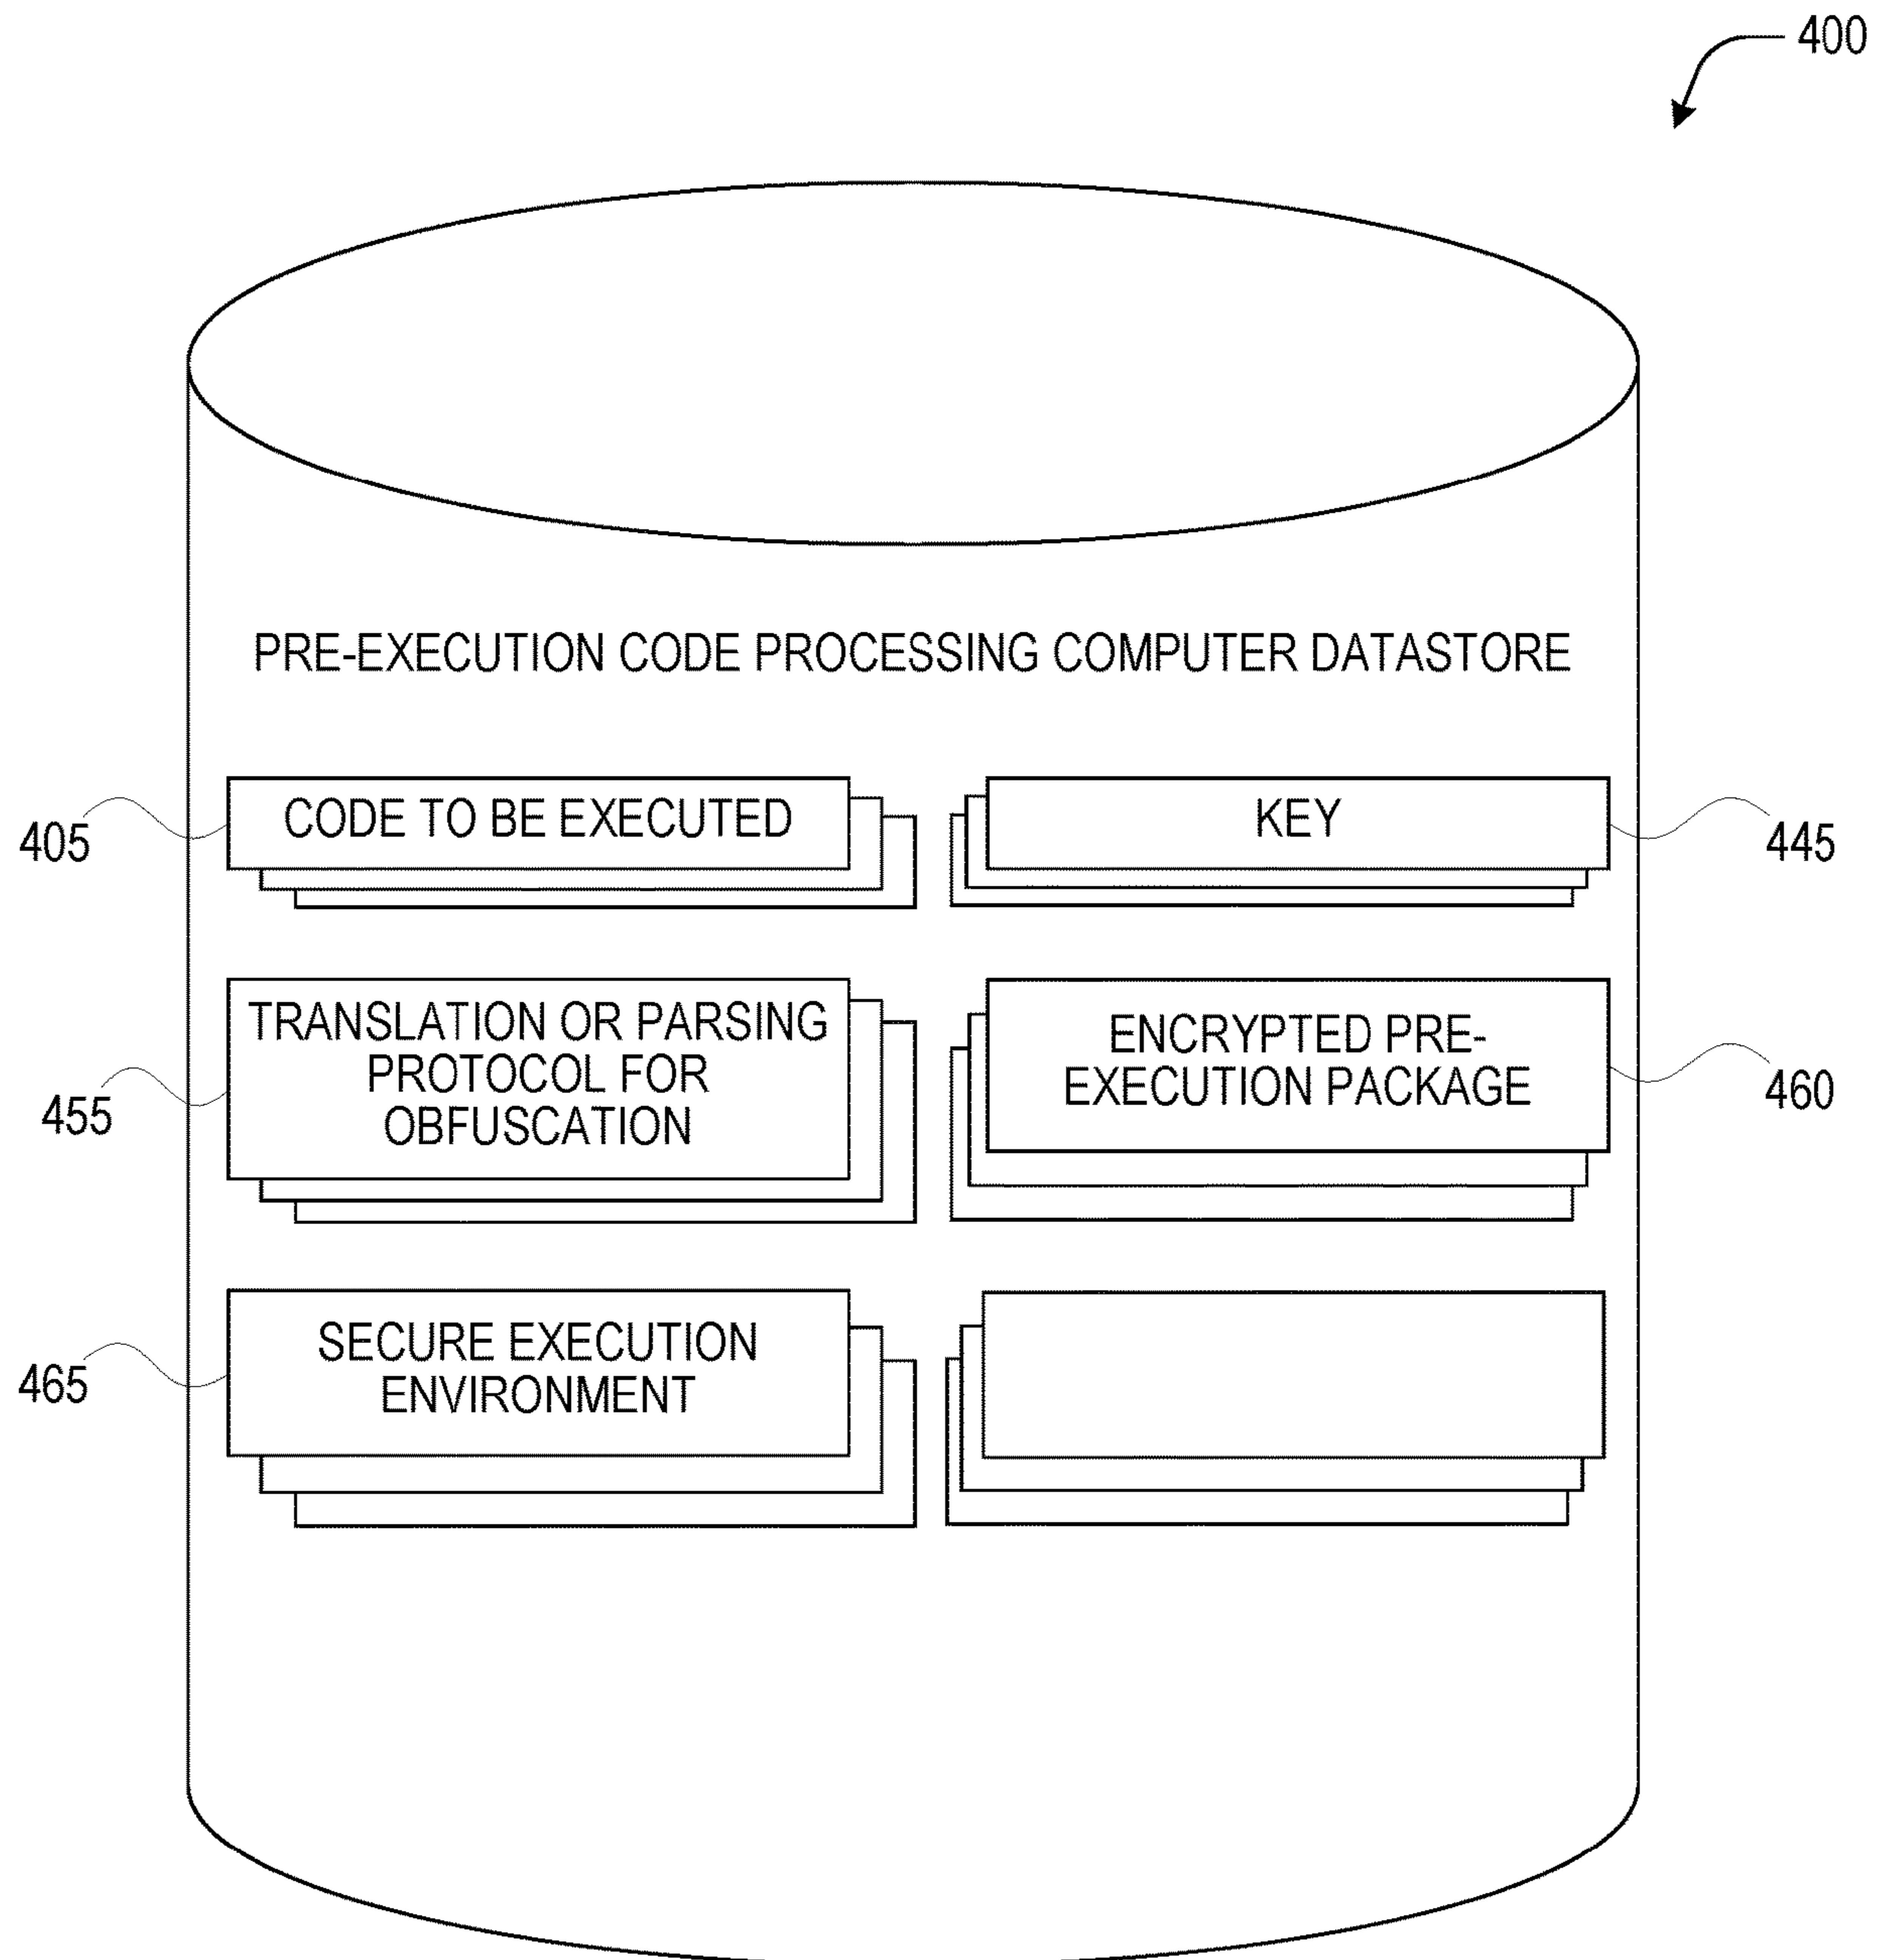 400
PRE-EXECUTION CODE PROCESSING COMPUTER DATASTORE
405
CODE TO BE EXECUTED
KEY
445
455
TRANSLATION OR PARSING
PROTOCOL FOR
OBFUSCATION
ENCRYPTED PRE-
EXECUTION PACKAGE
460
465
SECURE EXECUTION
ENVIRONMENT